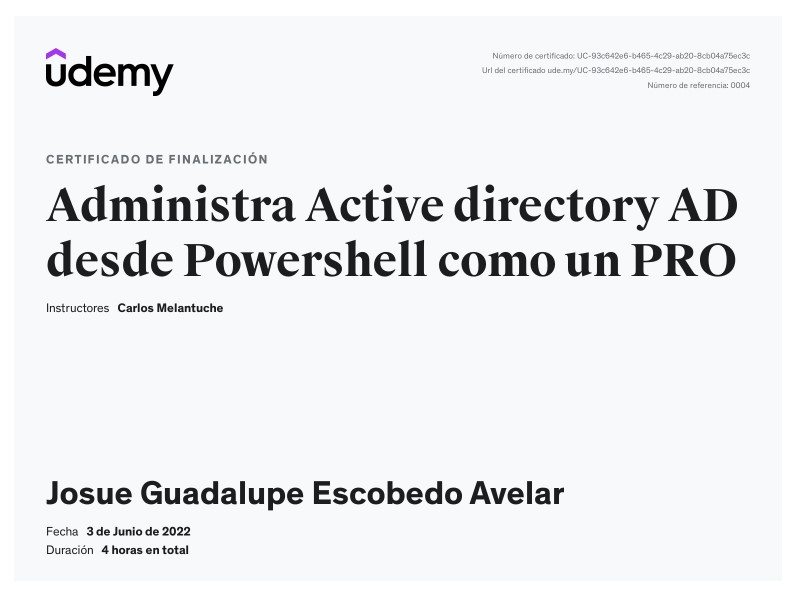 udemy
Número de certificado: UC-93c642e6-b465-4c29-ab20-8cb04a75ec3c
Url del certificado ude.my/UC-93c642e6-b465-4c29-ab20-8cb04a75ec3c
Número de referencia: 0004
CERTIFICADO DE FINALIZACIÓN
Administra Active directory AD
desde Powershell como un PRO
Instructores Carlos Melantuche
Josue Guadalupe Escobedo Avelar
Fecha 3 de Junio de 2022
Duración 4 horas en total